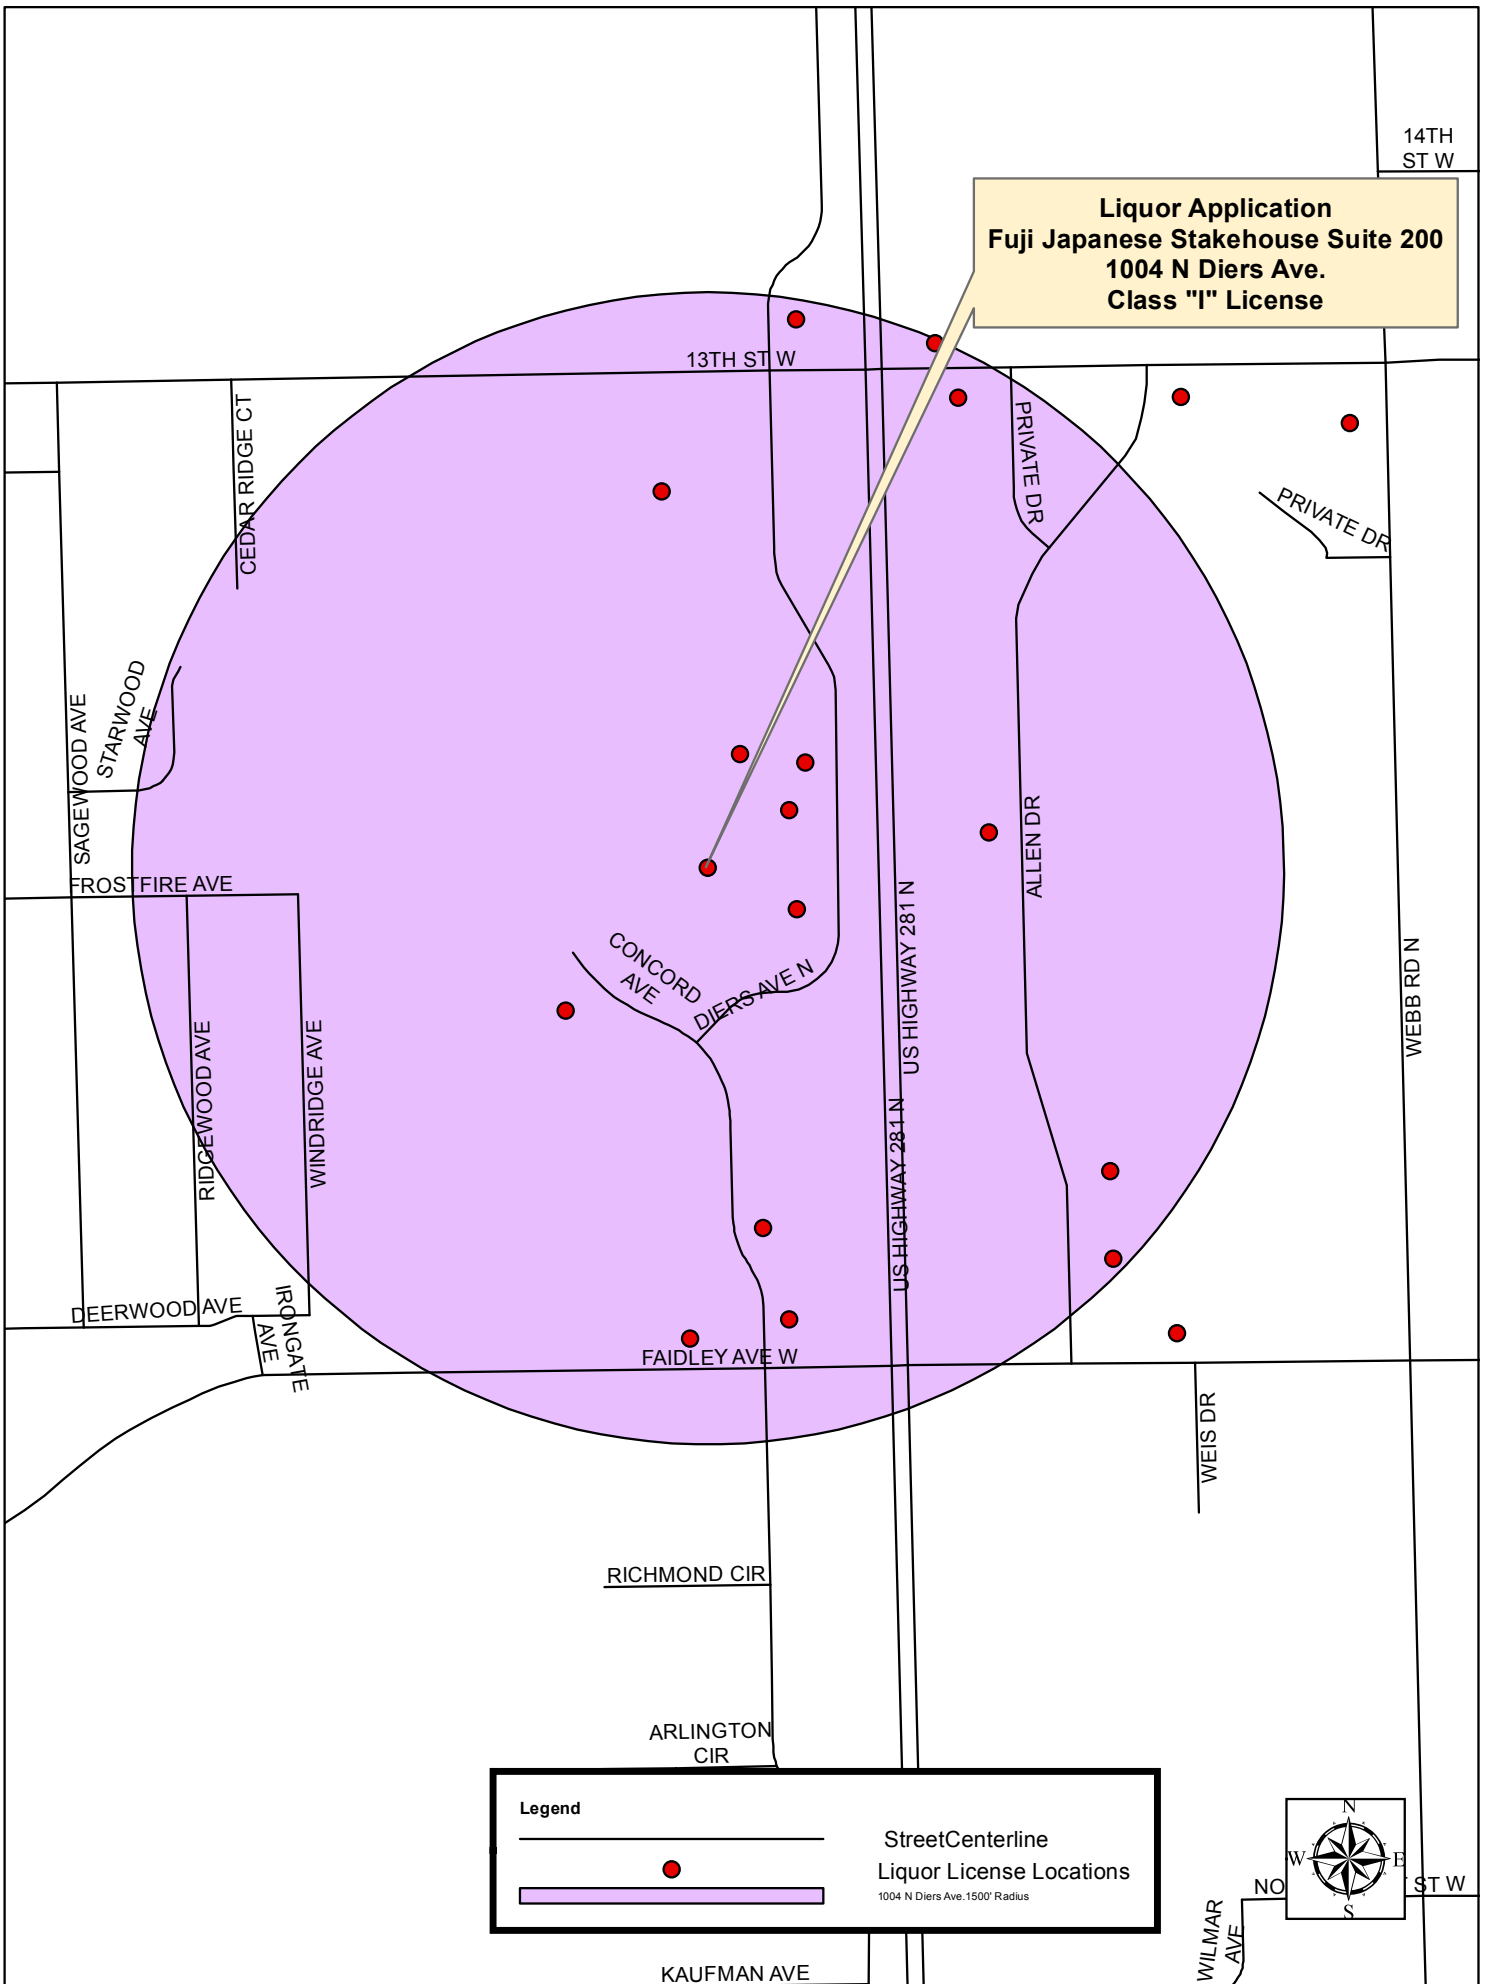 14TH
ST W
Liquor Application
Fuji Japanese Stakehouse Suite 200
1004 N Diers Ave.
Class "I" License
13TH ST W
CEDAR RIDGE CT
PRIVATE DR
PRIVATE DR
STARWOOD
AVE
SAGEWOOD AVE
ALLEN DR
FROSTFIRE AVE
US HIGHWAY 281 N
CONCORD
AVE
DIERS AVE N
WEBB RD N
RIDGEWOOD AVE
WINDRIDGE AVE
US HIGHWAY 281 N
DEERWOOD AVE
IRONGATE
AVE
FAIDLEY AVE W
WEIS DR
RICHMOND CIR
ARLINGTON
CIR
Legend
StreetCenterline
Liquor License Locations
1004 N Diers Ave.1500' Radius
N
W
E
S
NO
ST W
WILMAR
AVE
KAUFMAN AVE